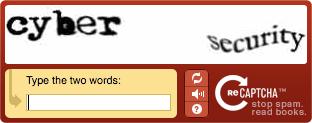 cyber security
Type the two words:
ReCAPTCHA™
stop spam.
read books.